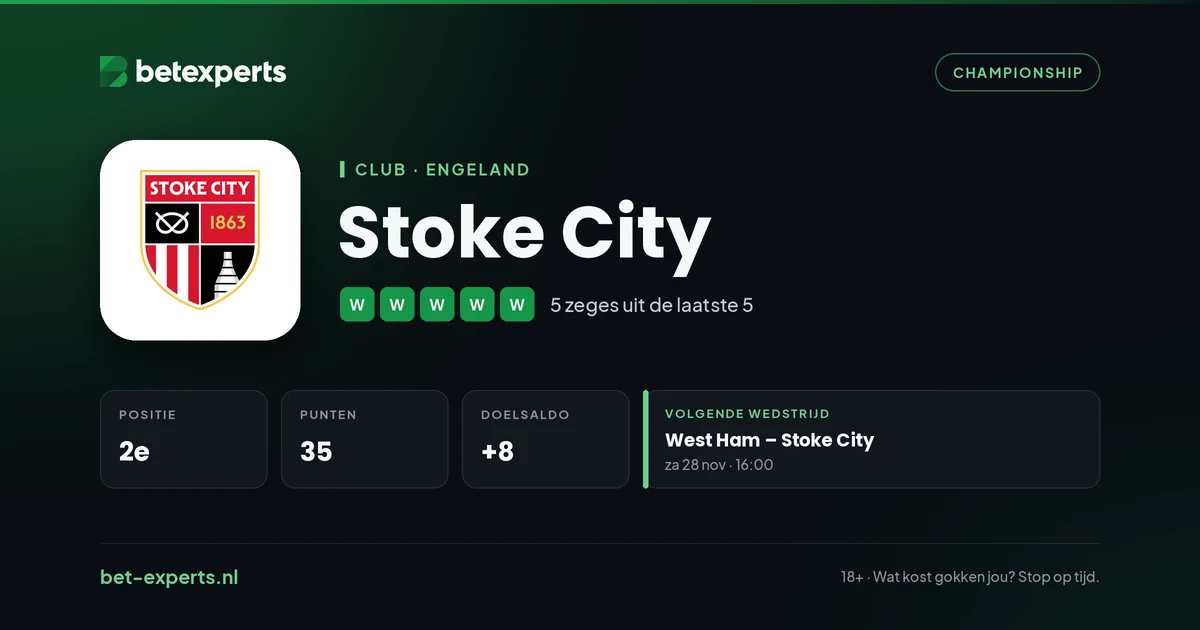 betexperts
CHAMPIONSHIP
STOKE CITY
1863
CLUB · ENGELAND
Stoke City
W W W W W 5 zeges uit de laatste 5
POSITIE
2e
PUNTEN
35
DOELSALDO
+8
VOLGENDE WEDSTRIJD
West Ham – Stoke City
za 28 nov · 16:00
bet-experts.nl
18+ · Wat kost gokken jou? Stop op tijd.